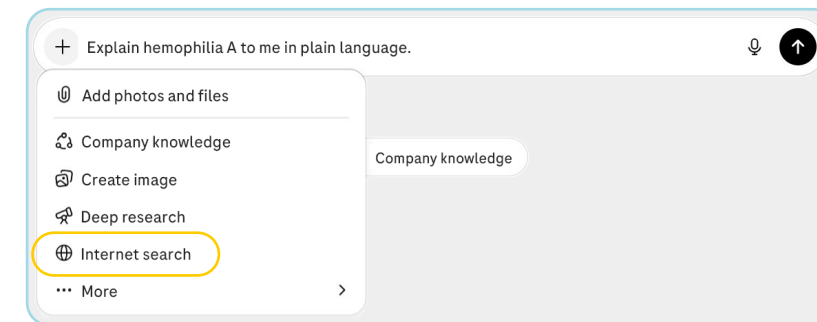 Explain hemophilia A to me in plain language.
Add photos and files
Company knowledge
Company knowledge
Create image
Deep research
Internet search
More